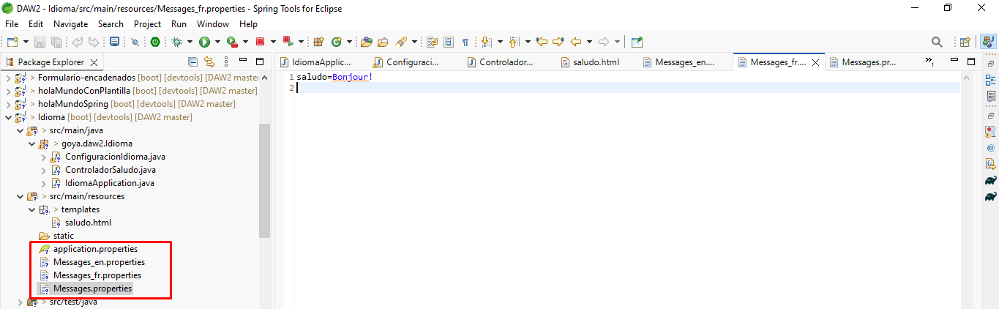 DAW2 - Idioma/src/main/resources/Messages_fr.properties - Spring Tools for Eclipse
File Edit Navigate Search Project Run Window Help
Package Explorer
IdiomaApplic...
Configuraci...
Controlador...
saludo.html
Messages_en....
Messages_fr....
Messages.pr...
»1
> Formulario-encadenados [boot] [devtools] [DAW2 master]
> holaMundoConPlantilla [boot] [devtools] [DAW2 master]
> holaMundoSpring [boot] [devtools] [DAW2 master]
> Idioma [boot] [devtools] [DAW2 master]
> src/main/java
> goya.daw2.Idioma
ConfiguracionIdioma.java
ControladorSaludo.java
IdiomaApplication.java
> src/main/resources
> templates
saludo.html
static
application.properties
Messages_en.properties
Messages_fr.properties
Messages.properties
> src/test/java
1 saludo=Bonjour!
2